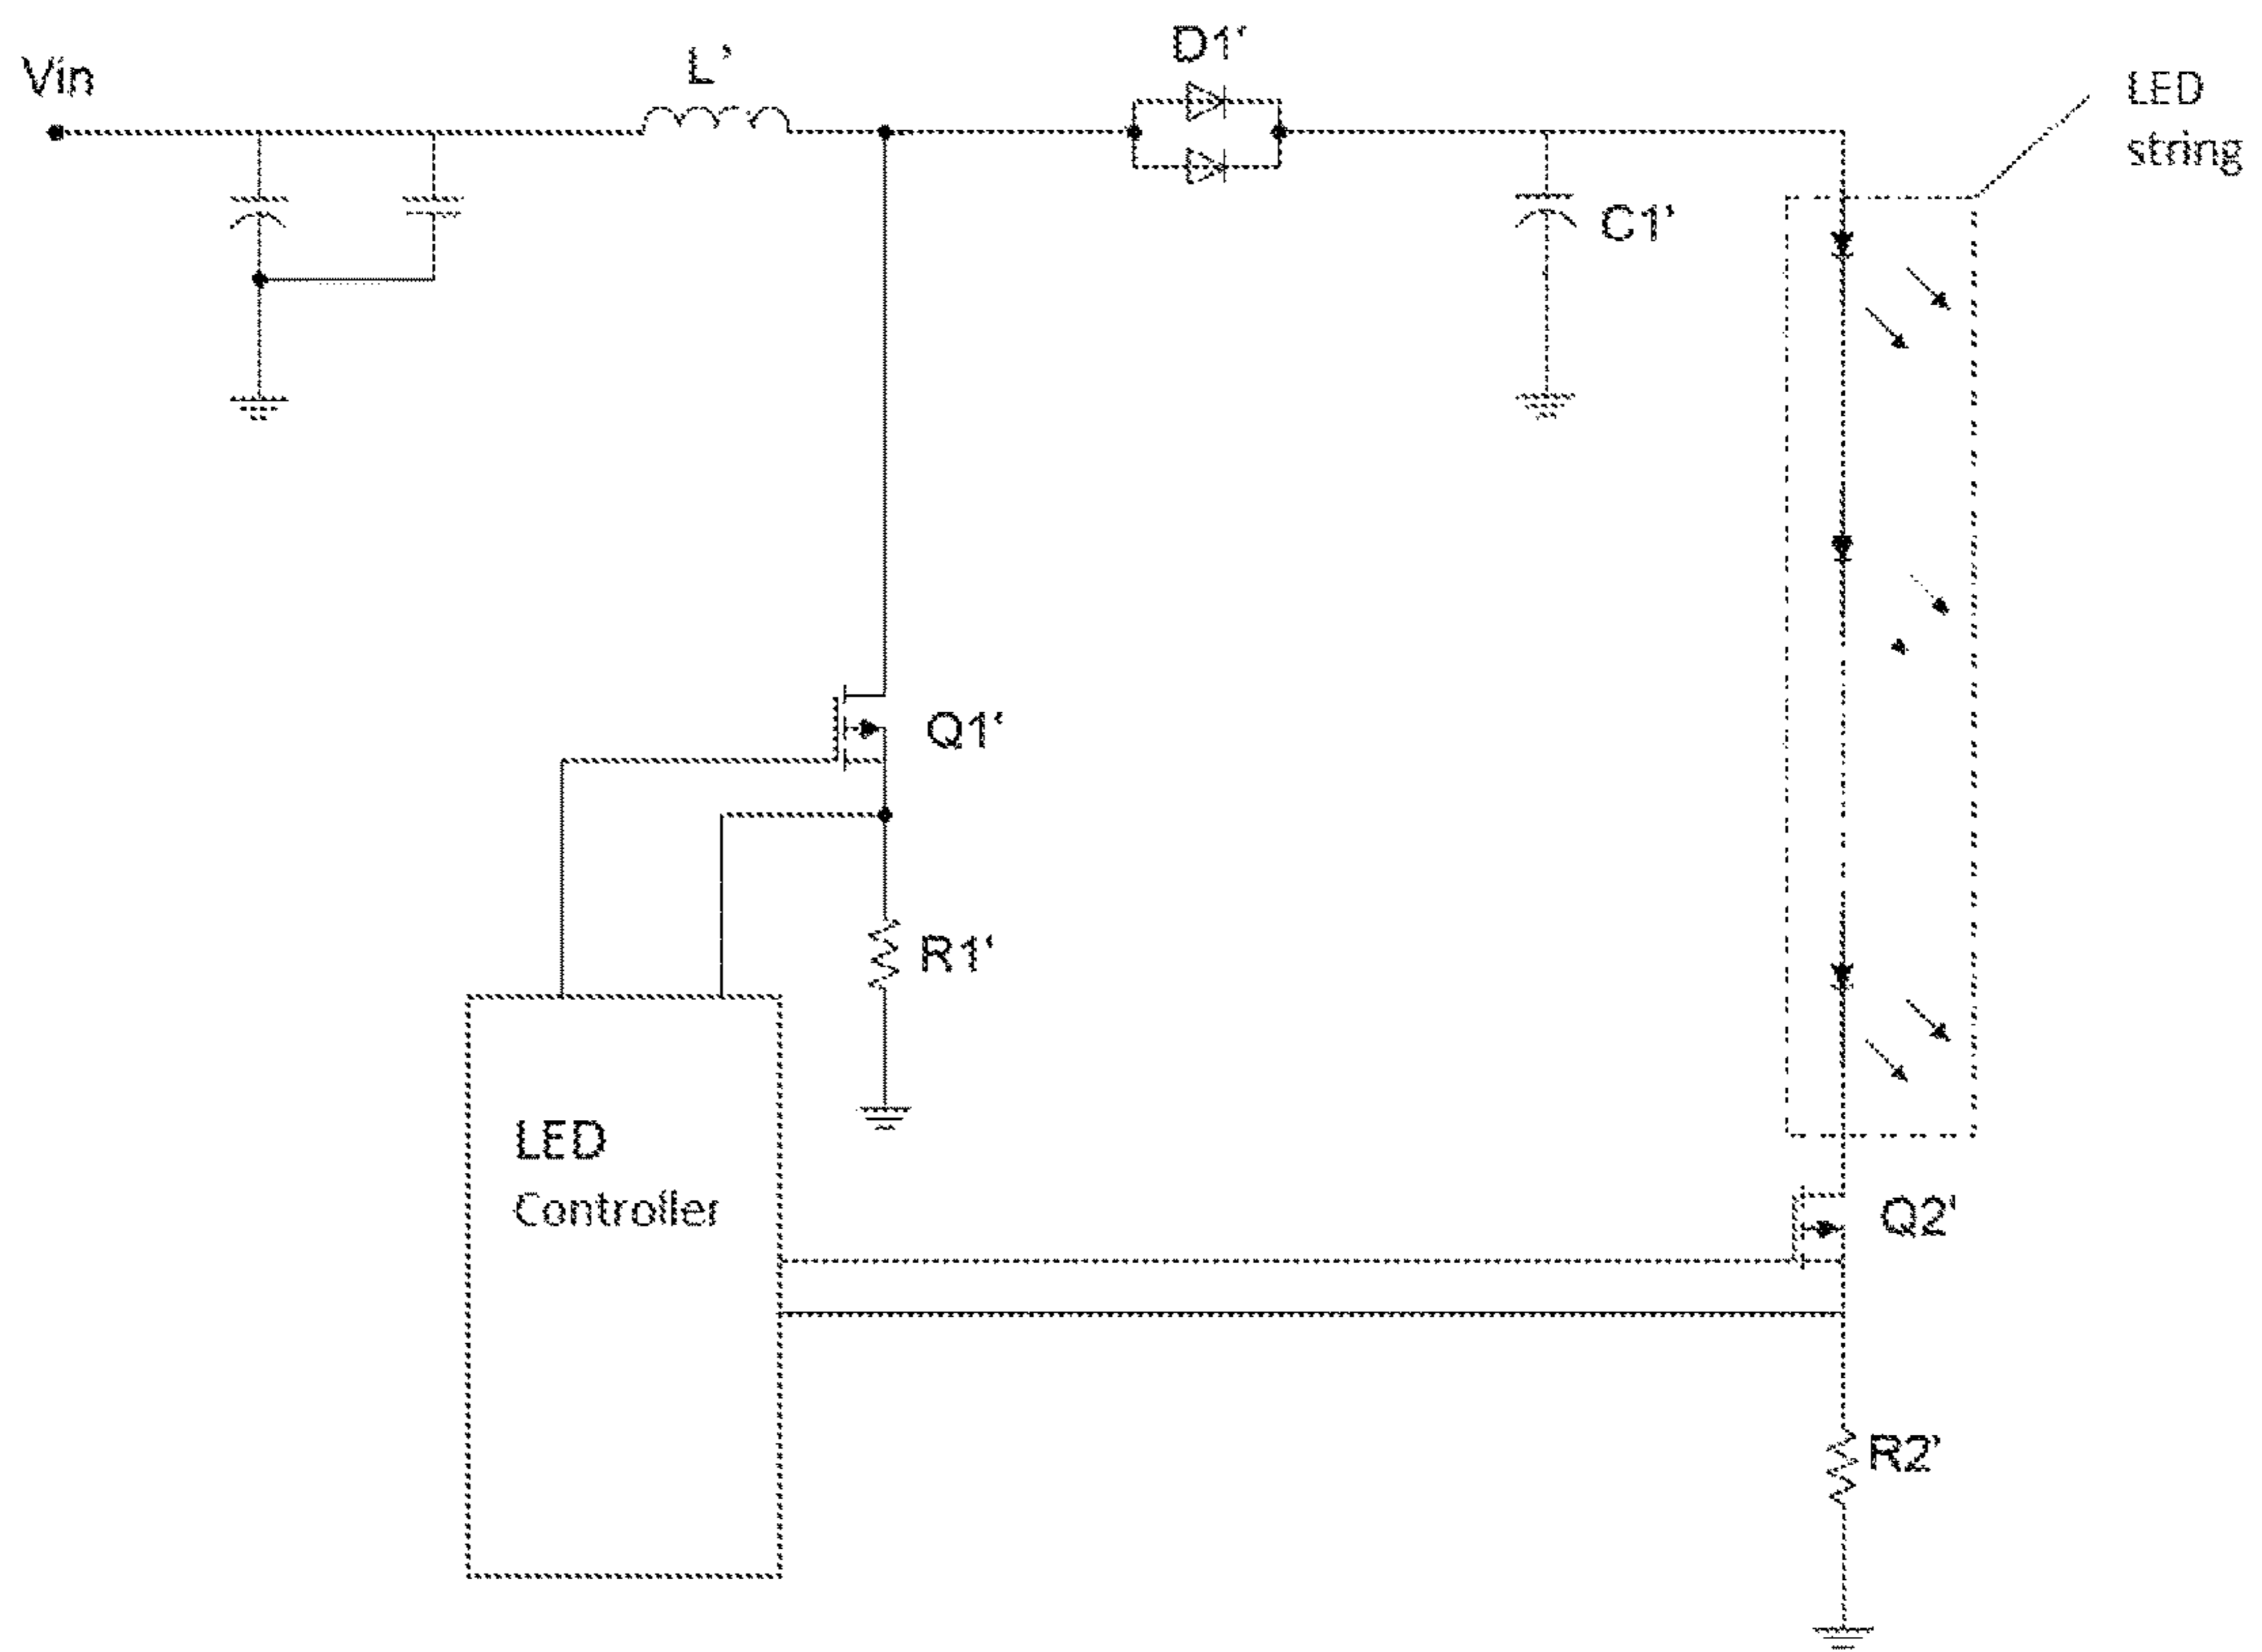 Vin
L'
D1'
LED
string
C1'
Q1'
R1'
LED
Controller
Q2'
R2'